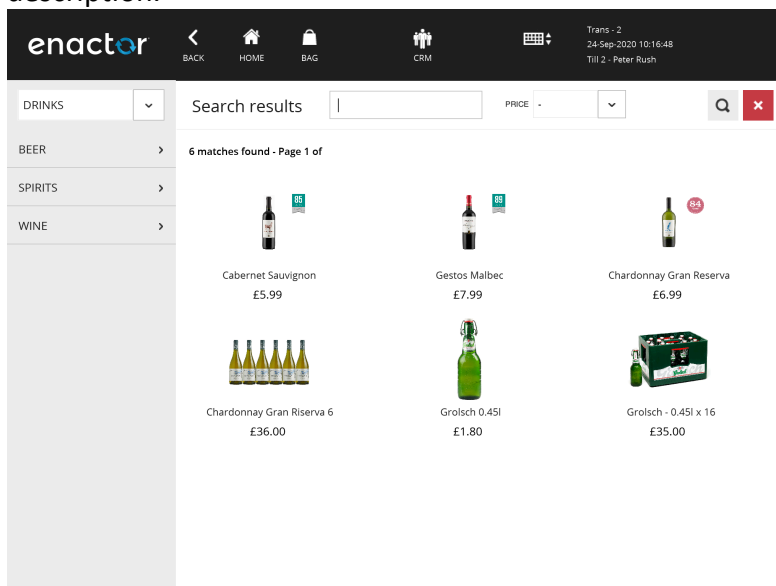 description.
enactor
BACK
HOME
BAG
CRM
Trans - 2
24-Sep-2020 10:16:48
Till 2 - Peter Rush
DRINKS
Search results
PRICE -
BEER
SPIRITS
WINE
6 matches found - Page 1 of
85
89
84
Cabernet Sauvignon
Gestos Malbec
Chardonnay Gran Reserva
£5.99
£7.99
£6.99
Chardonnay Gran Riserva 6
Grolsch 0.45l
Grolsch - 0.45l x 16
£36.00
£1.80
£35.00